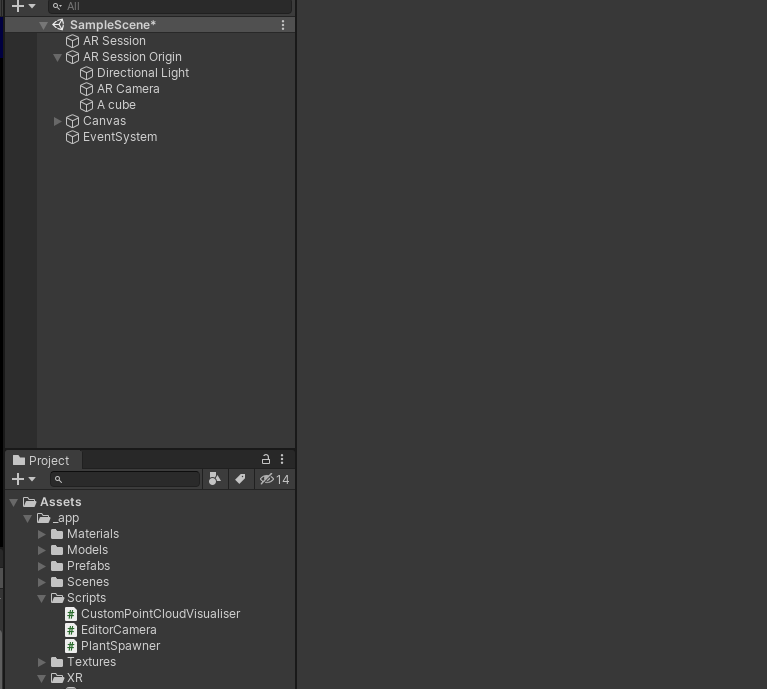 All
SampleScene*
AR Session
AR Session Origin
Directional Light
AR Camera
A cube
Canvas
EventSystem
Project
14
Assets
_app
Materials
Models
Prefabs
Scenes
Scripts
# CustomPointCloudVisualiser
# EditorCamera
# PlantSpawner
Textures
XR